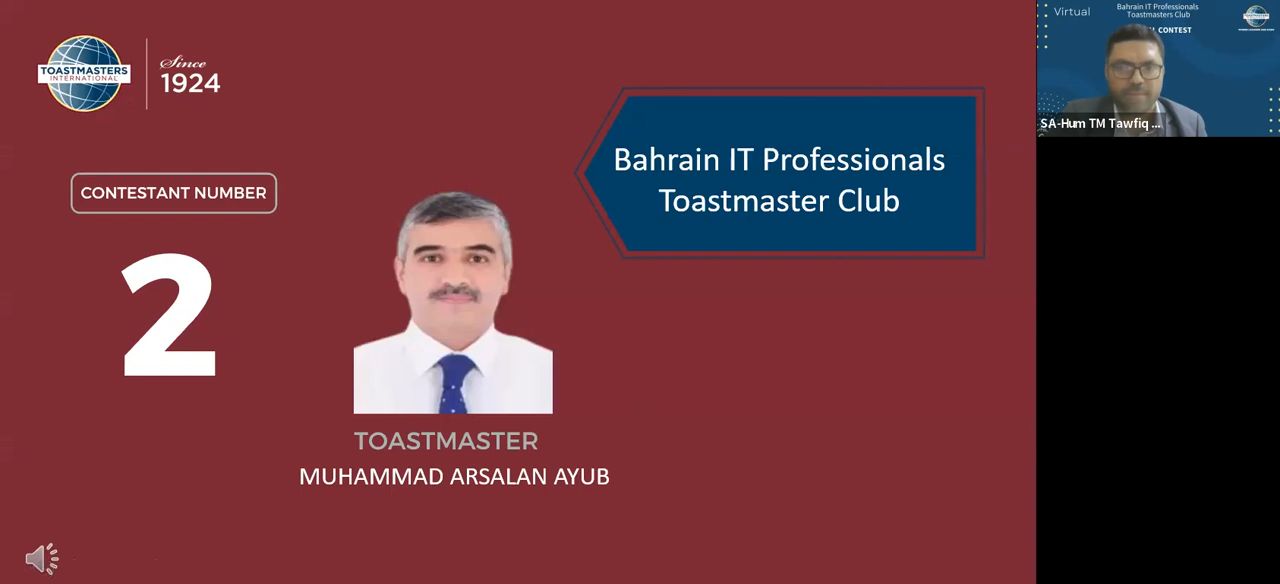 TOASTMASTERS
INTERNATIONAL
Since
1924
CONTESTANT NUMBER
2
Bahrain IT Professionals
Toastmaster Club
TOASTMASTER
MUHAMMAD ARSALAN AYUB
Virtual
Bahrain IT Professionals
Toastmasters Club
CONTEST
TOASTMASTERS
SA-Hum TM Tawfiq ...